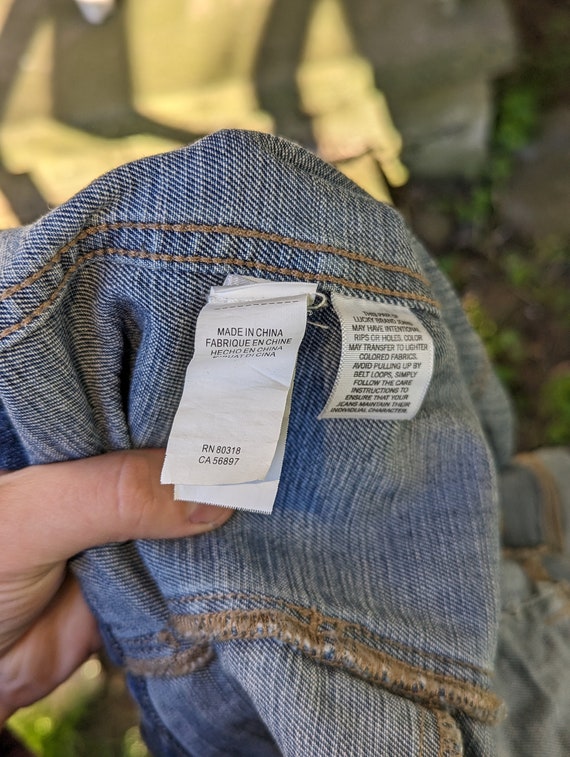 MADE IN CHINA
FABRIQUE EN CHINE
HECHO EN CHINA
RN 80318
CA 56897
THIS PAIR OF
LUCKY BRAND JEANS
MAY HAVE INTENTIONAL
RIPS OR HOLES. COLOR
MAY TRANSFER TO LIGHTER
COLORED FABRICS.
AVOID PULLING UP BY
BELT LOOPS, SIMPLY
FOLLOW THE CARE
INSTRUCTIONS TO
ENSURE THAT YOUR
JEANS MAINTAIN THEIR
INDIVIDUAL CHARACTER.